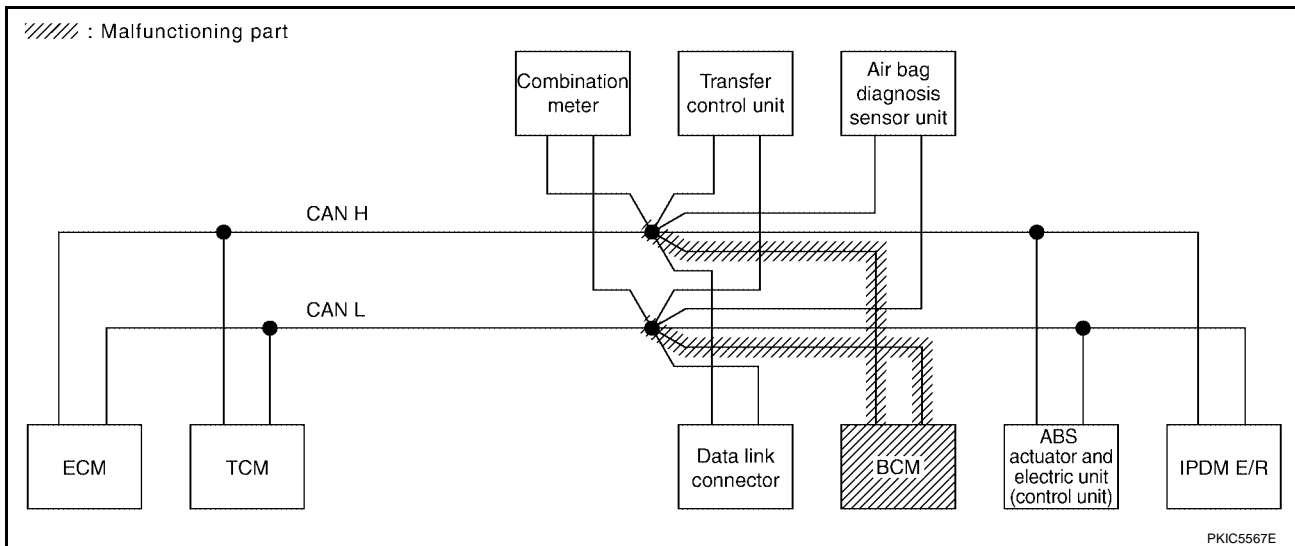 : Malfunctioning part
Combination
meter
Transfer
control unit
Air bag
diagnosis
sensor unit
CAN H
CAN L
ECM
TCM
Data link
connector
BCM
ABS
actuator and
electric unit
(control unit)
IPDM E/R
PKIC5567E